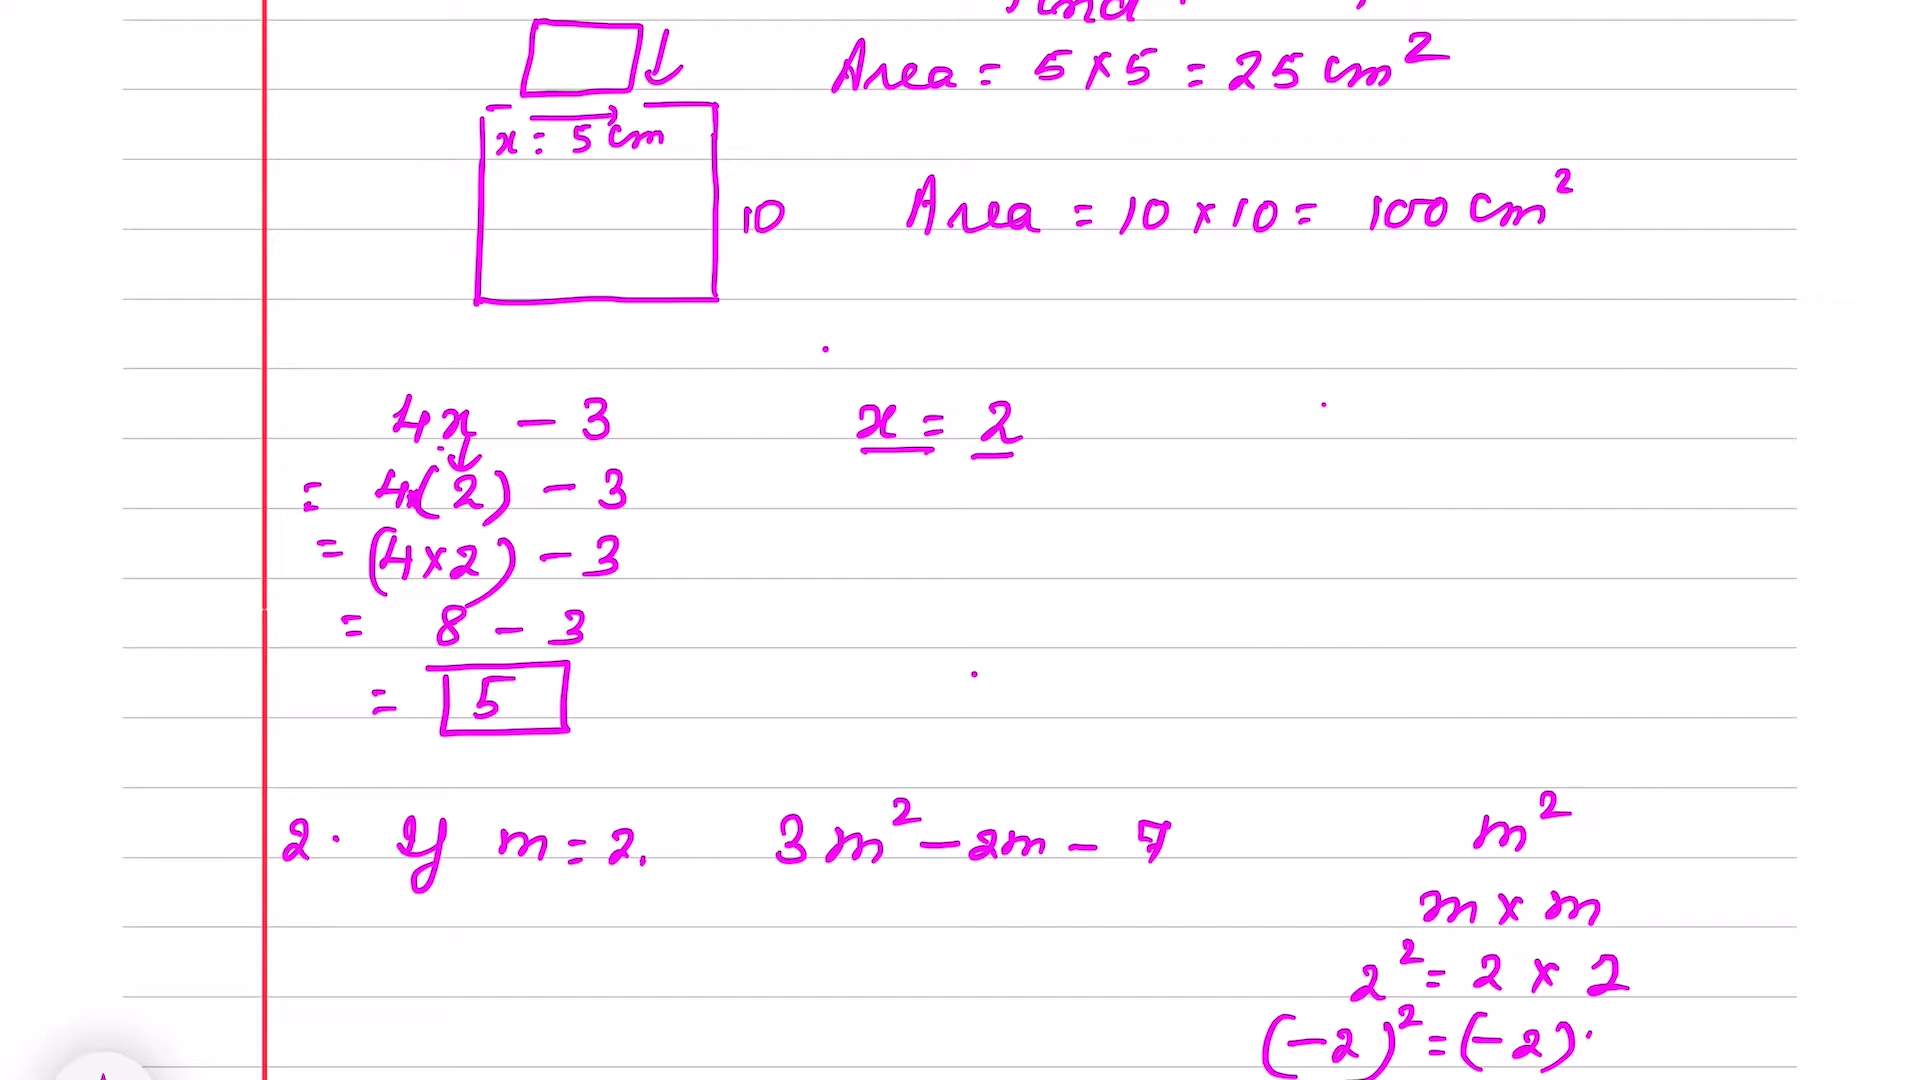 Area = 5 × 5 = 25 cm²
x = 5 cm
10
Area = 10 × 10 = 100 cm²
4x - 3
x = 2
= 4(2) - 3
= (4×2) - 3
= 8 - 3
= 5
2. If m = 2. 3m² - 2m - 7
m²
m × m
2² = 2 × 2
(-2)² = (-2)·